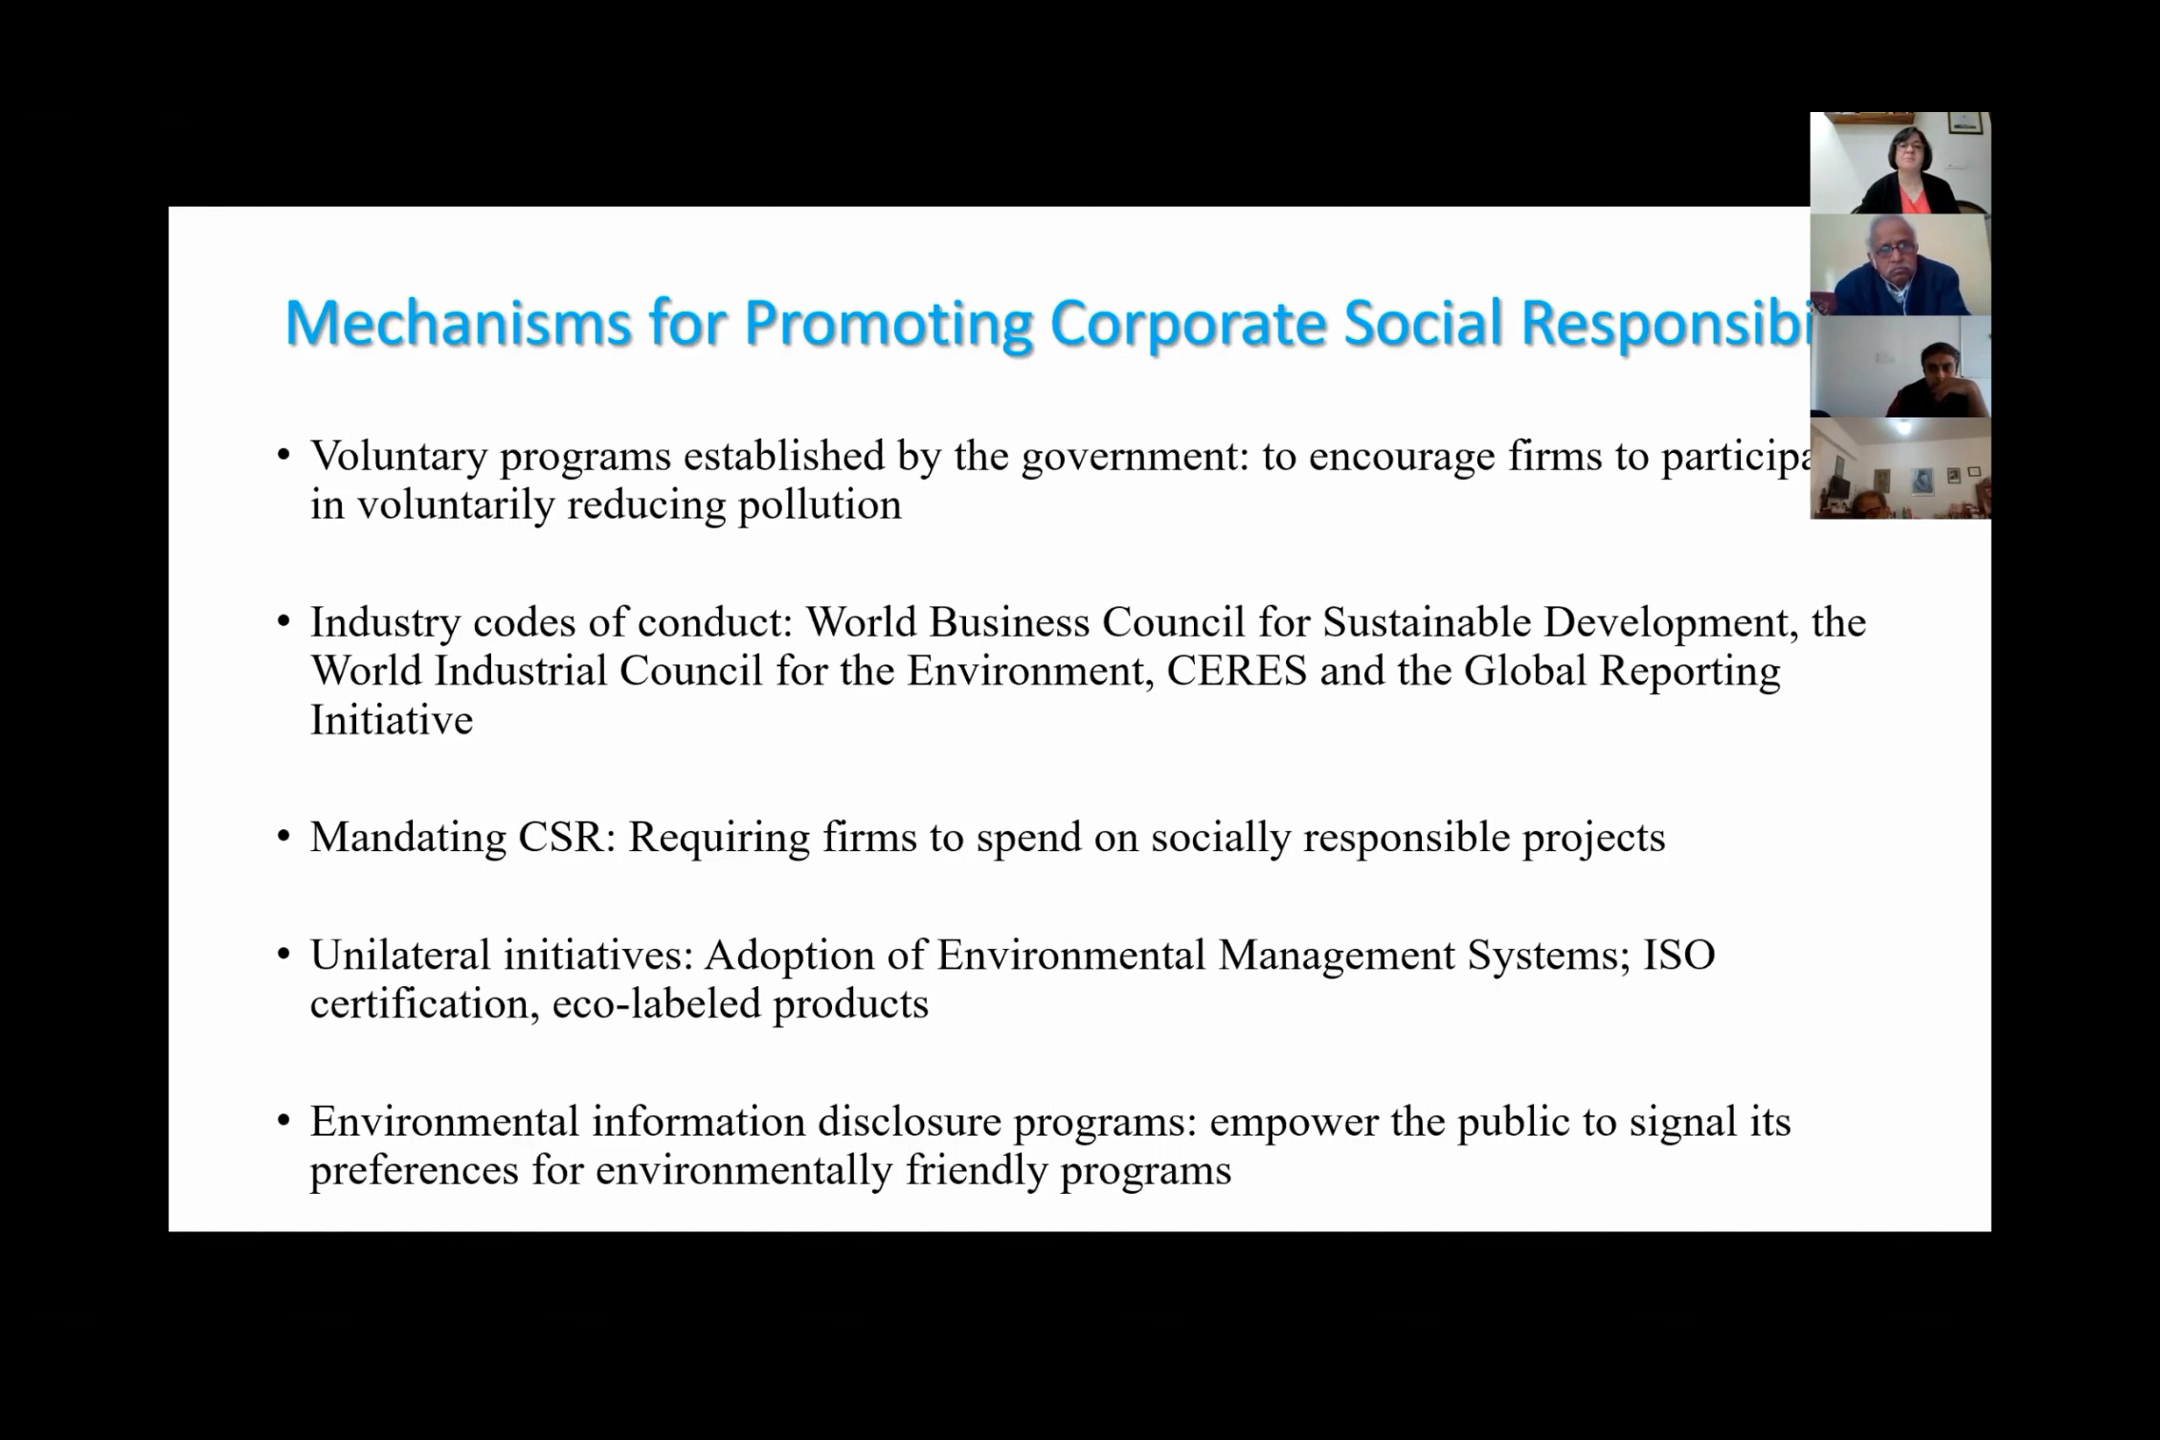 Mechanisms for Promoting Corporate Social Responsibi
• Voluntary programs established by the government: to encourage firms to participa
in voluntarily reducing pollution
• Industry codes of conduct: World Business Council for Sustainable Development, the
World Industrial Council for the Environment, CERES and the Global Reporting
Initiative
• Mandating CSR: Requiring firms to spend on socially responsible projects
• Unilateral initiatives: Adoption of Environmental Management Systems; ISO
certification, eco-labeled products
• Environmental information disclosure programs: empower the public to signal its
preferences for environmentally friendly programs